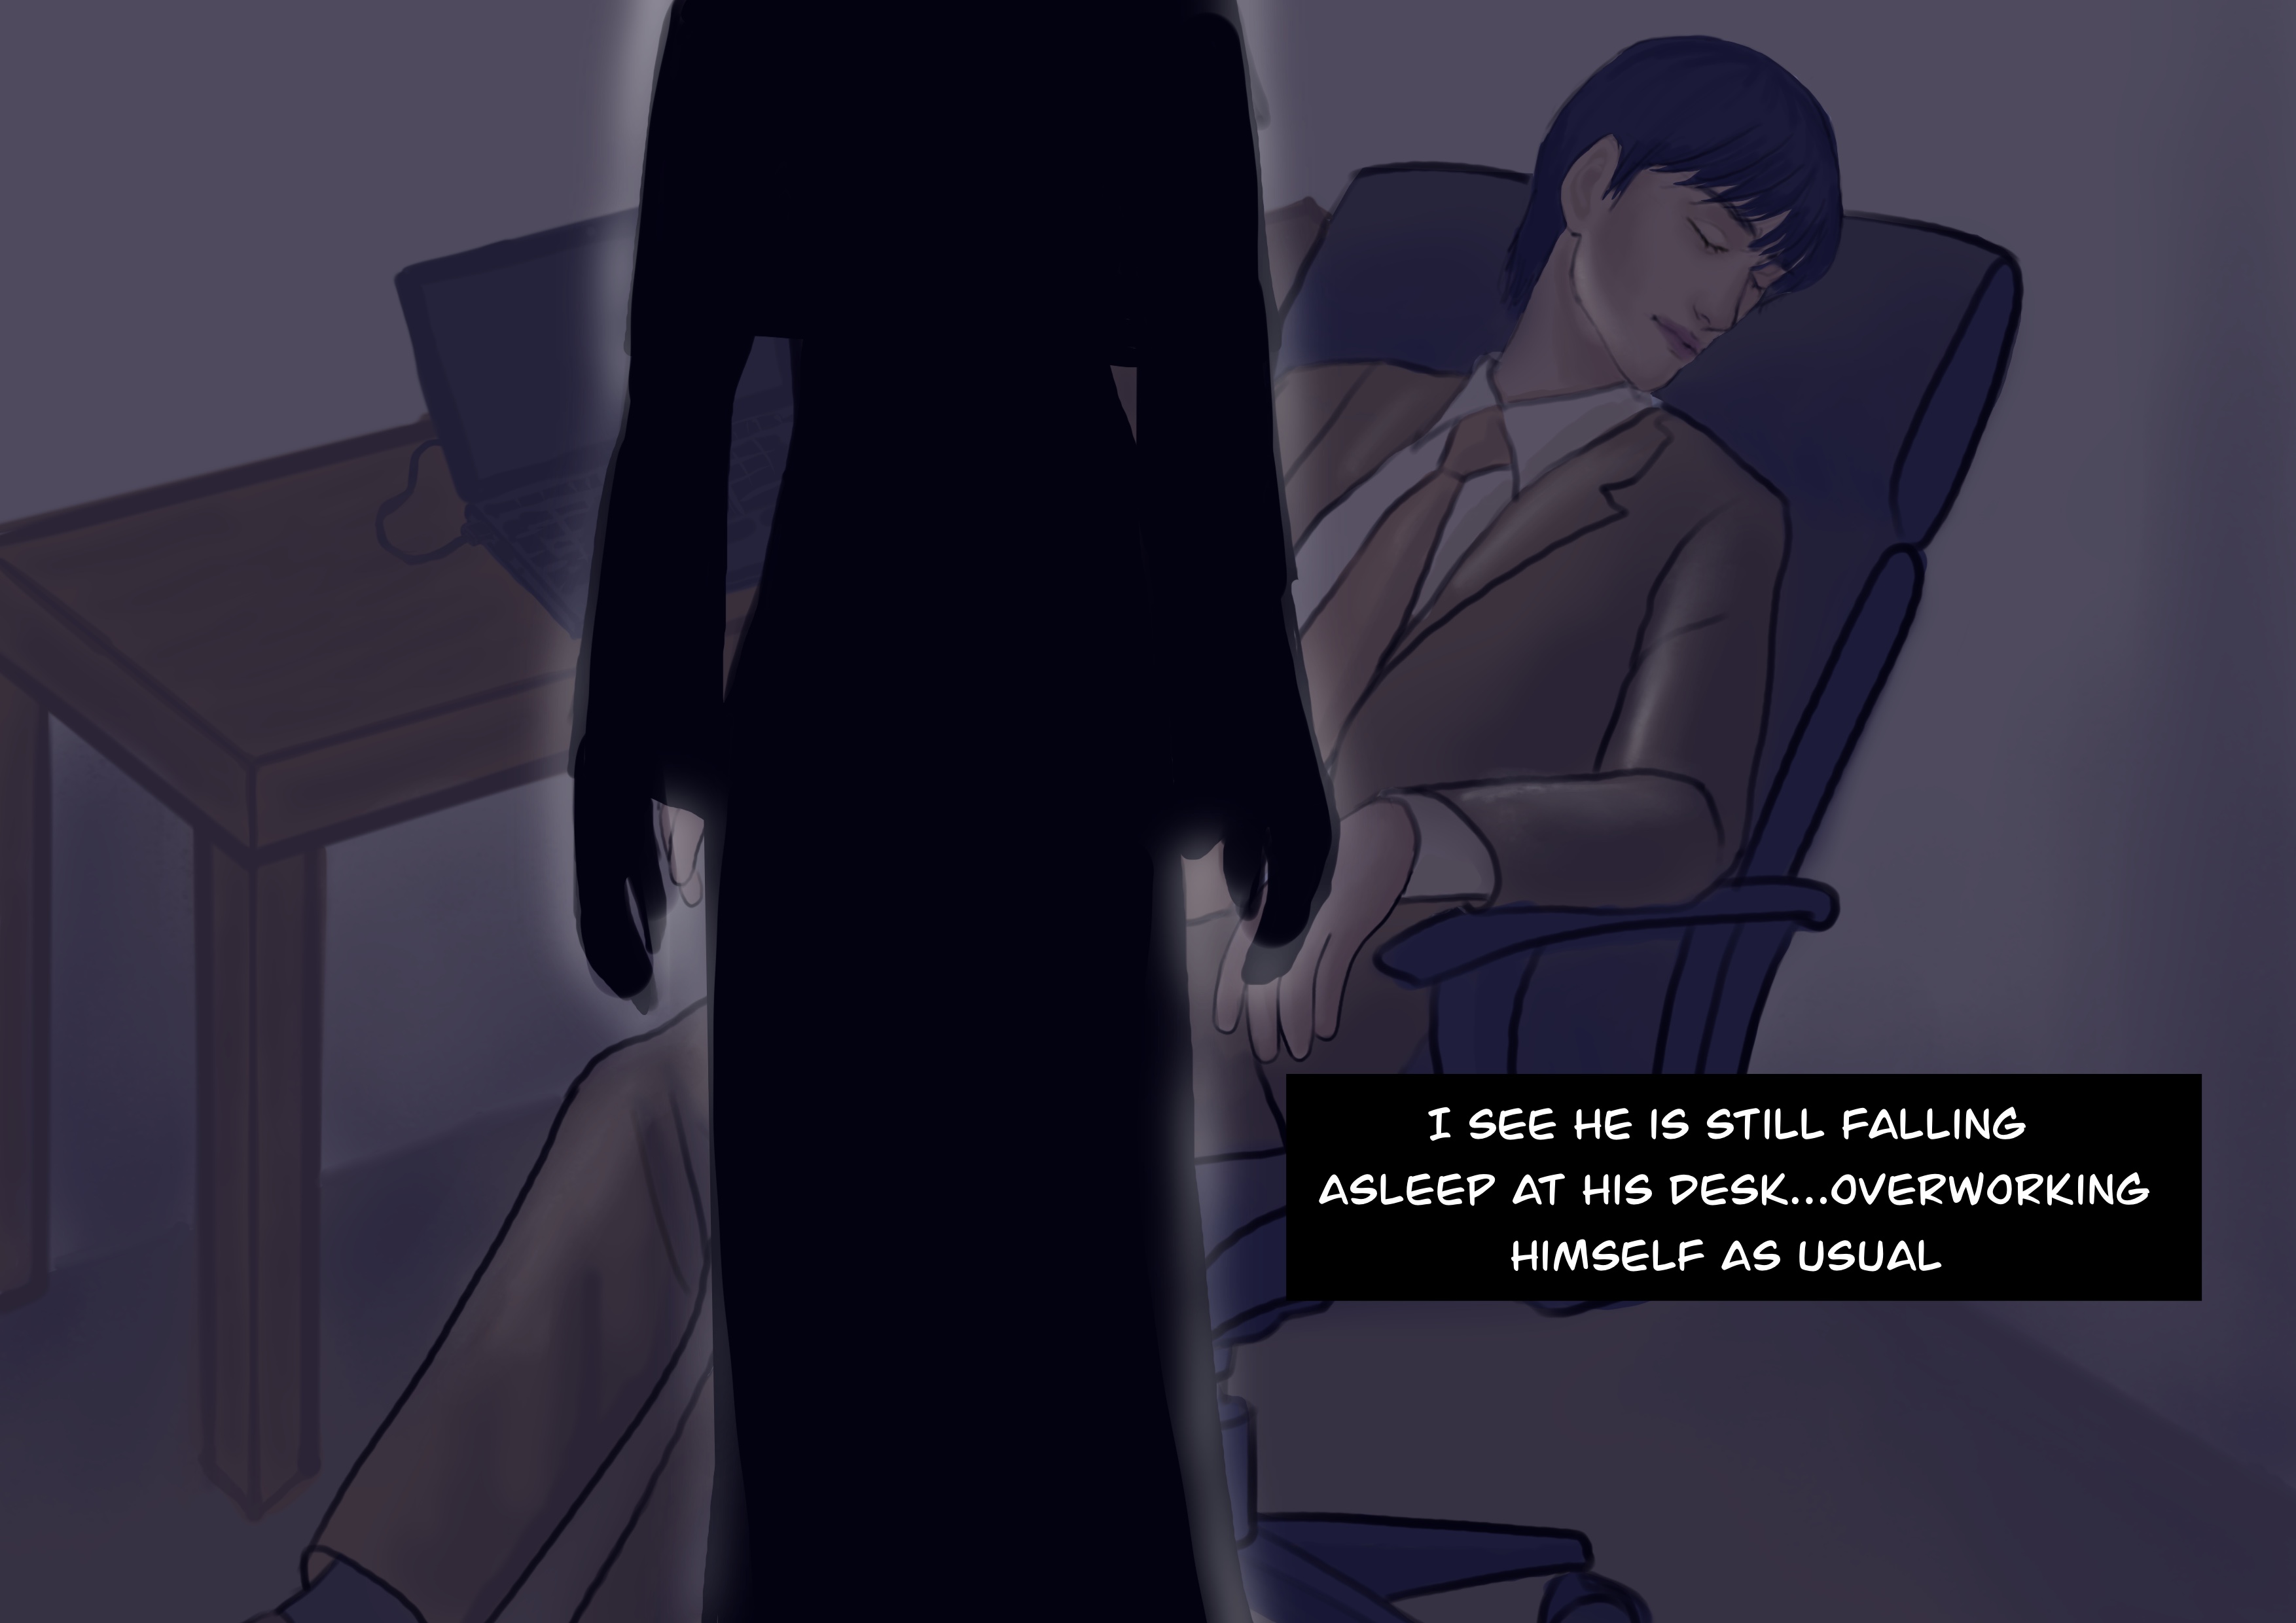 I SEE HE IS STILL FALLING
ASLEEP AT HIS DESK...OVERWORKING
HIMSELF AS USUAL